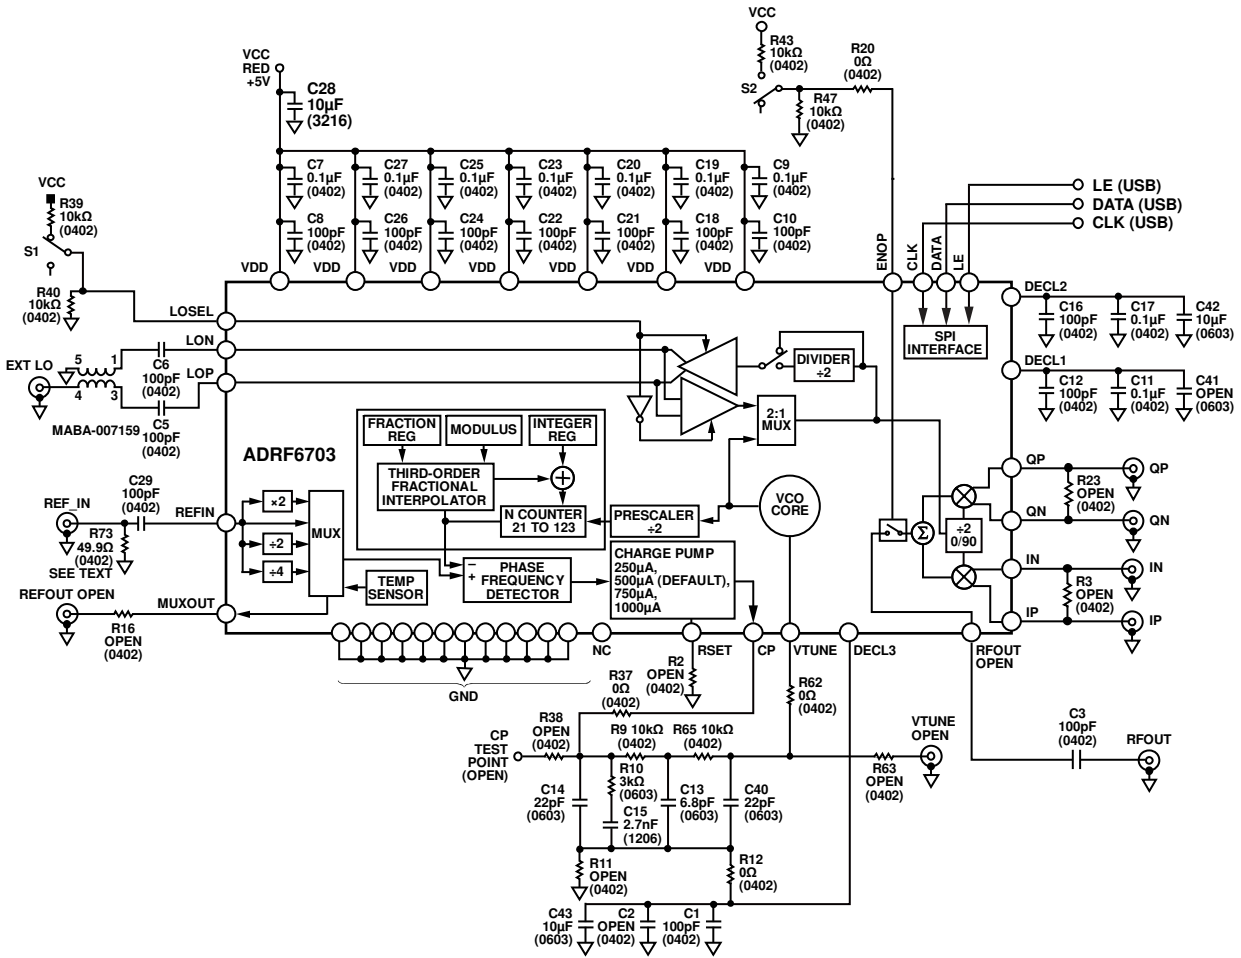 VCC
R43
10kΩ
(0402)
S2
R47
10kΩ
(0402)
R20
0Ω
(0402)
VCC
RED
+5V
C28
10µF
(3216)
C7
0.1µF
(0402)
C27
0.1µF
(0402)
C25
0.1µF
(0402)
C23
0.1µF
(0402)
C20
0.1µF
(0402)
C19
0.1µF
(0402)
C9
0.1µF
(0402)
C8
100pF
(0402)
C26
100pF
(0402)
C24
100pF
(0402)
C22
100pF
(0402)
C21
100pF
(0402)
C18
100pF
(0402)
C10
100pF
(0402)
VDD
VDD
VDD
VDD
VDD
VDD
VDD
ENOP
CLK
DATA
LE
LE (USB)
DATA (USB)
CLK (USB)
VCC
R39
10kΩ
(0402)
S1
R40
10kΩ
(0402)
LOSEL
LON
LOP
EXT LO
5
1
4
3
C6
100pF
(0402)
C5
100pF
(0402)
MABA-007159
ADRF6703
SPI
INTERFACE
DIVIDER
÷2
2:1
MUX
DECL2
C16
100pF
(0402)
C17
0.1µF
(0402)
C42
10µF
(0603)
DECL1
C12
100pF
(0402)
C11
0.1µF
(0402)
C41
OPEN
(0603)
FRACTION
REG
MODULUS
INTEGER
REG
THIRD-ORDER
FRACTIONAL
INTERPOLATOR
+
N COUNTER
21 TO 123
PRESCALER
÷2
VCO
CORE
REF_IN
C29
100pF
(0402)
REFIN
R73
49.9Ω
(0402)
SEE TEXT
×2
÷2
÷4
MUX
TEMP
SENSOR
−
+
PHASE
FREQUENCY
DETECTOR
CHARGE PUMP
250µA,
500µA (DEFAULT),
750µA,
1000µA
Σ
÷2
0/90
QP
QP
R23
OPEN
(0402)
QN
QN
IN
IN
R3
OPEN
(0402)
IP
IP
REFOUT OPEN
MUXOUT
R16
OPEN
(0402)
GND
NC
RSET
CP
VTUNE
DECL3
RFOUT
OPEN
R2
OPEN
(0402)
R37
0Ω
(0402)
R62
0Ω
(0402)
R38
OPEN
(0402)
CP
TEST
POINT
(OPEN)
R9 10kΩ
(0402)
R65 10kΩ
(0402)
R10
3kΩ
(0603)
C14
22pF
(0603)
C15
2.7nF
(1206)
C13
6.8pF
(0603)
C40
22pF
(0603)
R63
OPEN
(0402)
VTUNE
OPEN
C3
100pF
(0402)
RFOUT
R11
OPEN
(0402)
R12
0Ω
(0402)
C43
10µF
(0603)
C2
OPEN
(0402)
C1
100pF
(0402)